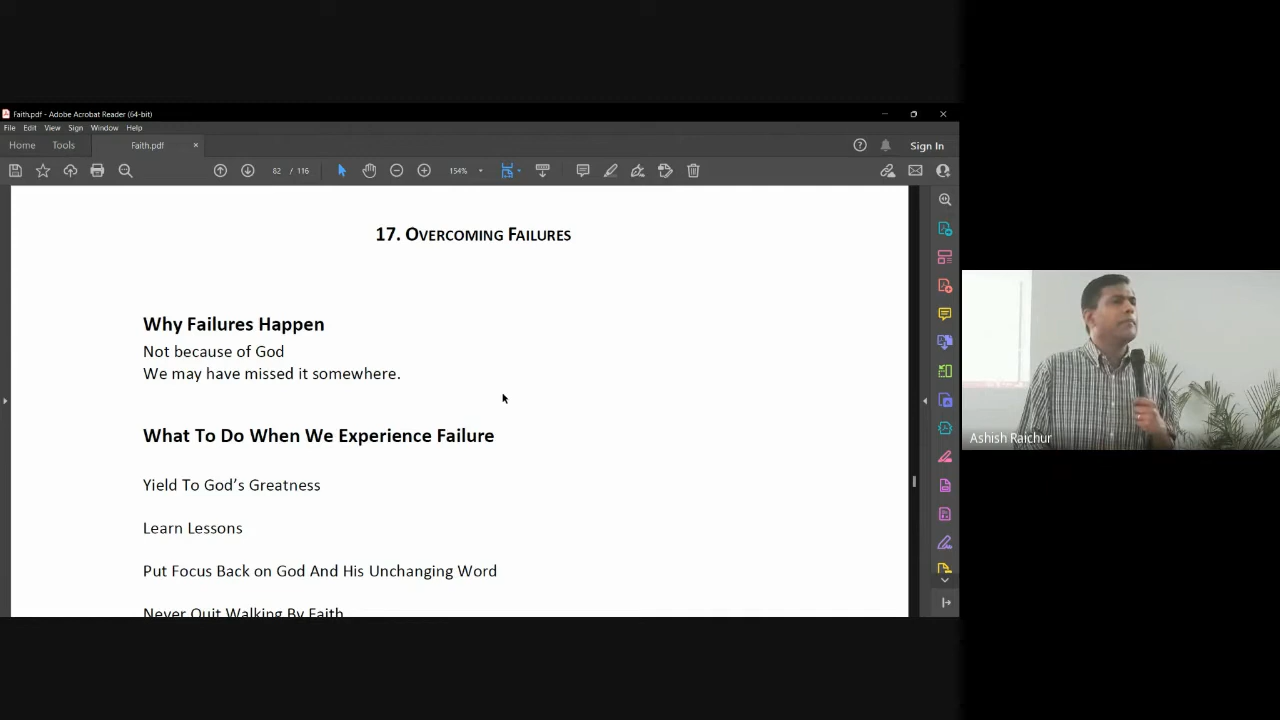 Faith.pdf - Adobe Acrobat Reader (64-bit)
File Edit View Sign Window Help
Home Tools Faith.pdf Sign In
82 / 116 154%
17. OVERCOMING FAILURES
Why Failures Happen
Not because of God
We may have missed it somewhere.
What To Do When We Experience Failure
Yield To God's Greatness
Learn Lessons
Put Focus Back on God And His Unchanging Word
Never Quit Walking By Faith
Ashish Raichur